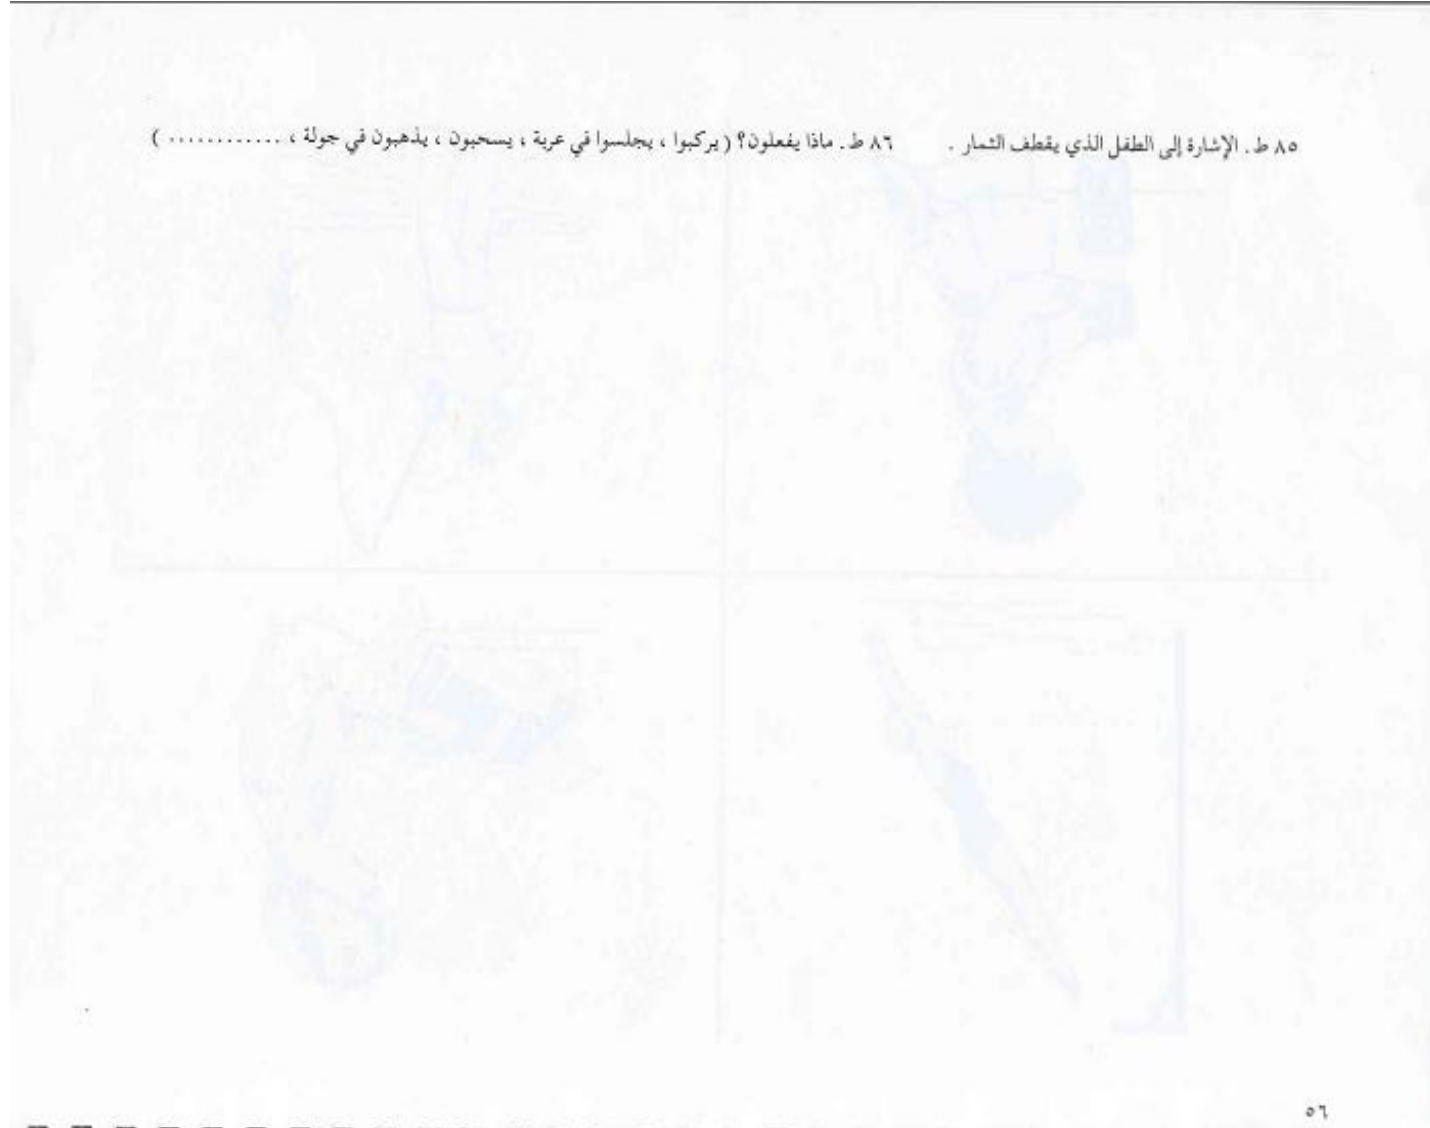 ٨٥ ط . الإشارة إلى الطفل الذي يقطف الثمار . ٨٦ ط . ماذا يفعلون؟ ( يركبوا ، يجلسوا في عربة ، يسحبون ، يذهبون في جولة ، ............ )
٥٦